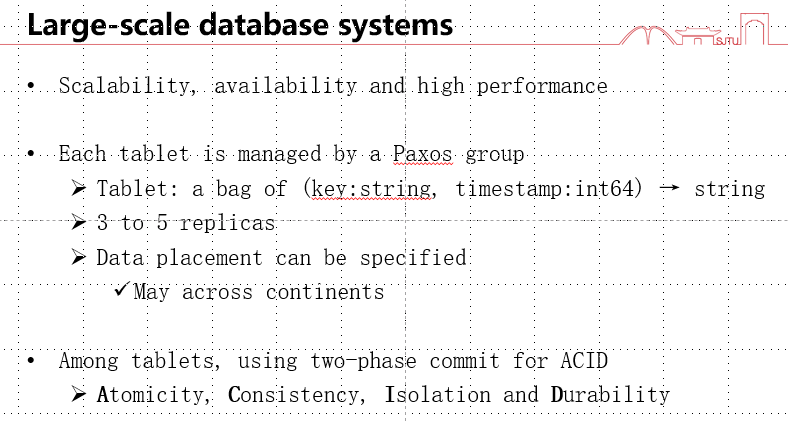 Large-scale database systems
SJTU
• Scalability, availability and high performance
• Each tablet is managed by a Paxos group
➢ Tablet: a bag of (key:string, timestamp:int64) → string
➢ 3 to 5 replicas
➢ Data placement can be specified
✓May across continents
• Among tablets, using two-phase commit for ACID
➢ Atomicity, Consistency, Isolation and Durability